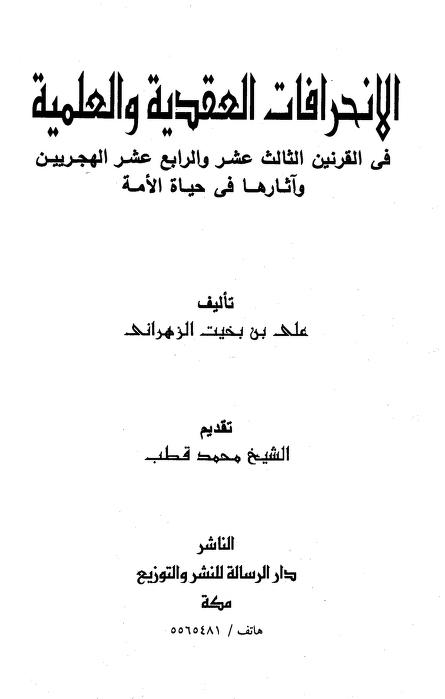 الإنحرافات العقدية والعلمية
فى القرنين الثالث عشر والرابع عشر الهجريين
وآثارها فى حياة الأمة
تأليف
على بن بخيت الزهرانى
تقديم
الشيخ محمد قطب
الناشر
دار الرسالة للنشر والتوزيع
مكة
هاتف / ٥٥٦٥٤٨١